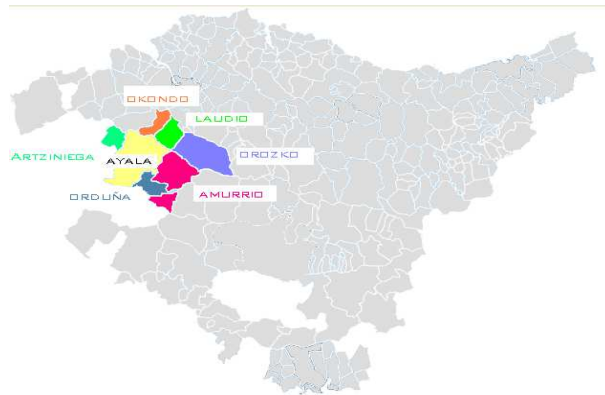 OKONDO
LAUDIO
ARTZINIEGA
AYALA
OROZKO
ORDUÑA
AMURRIO